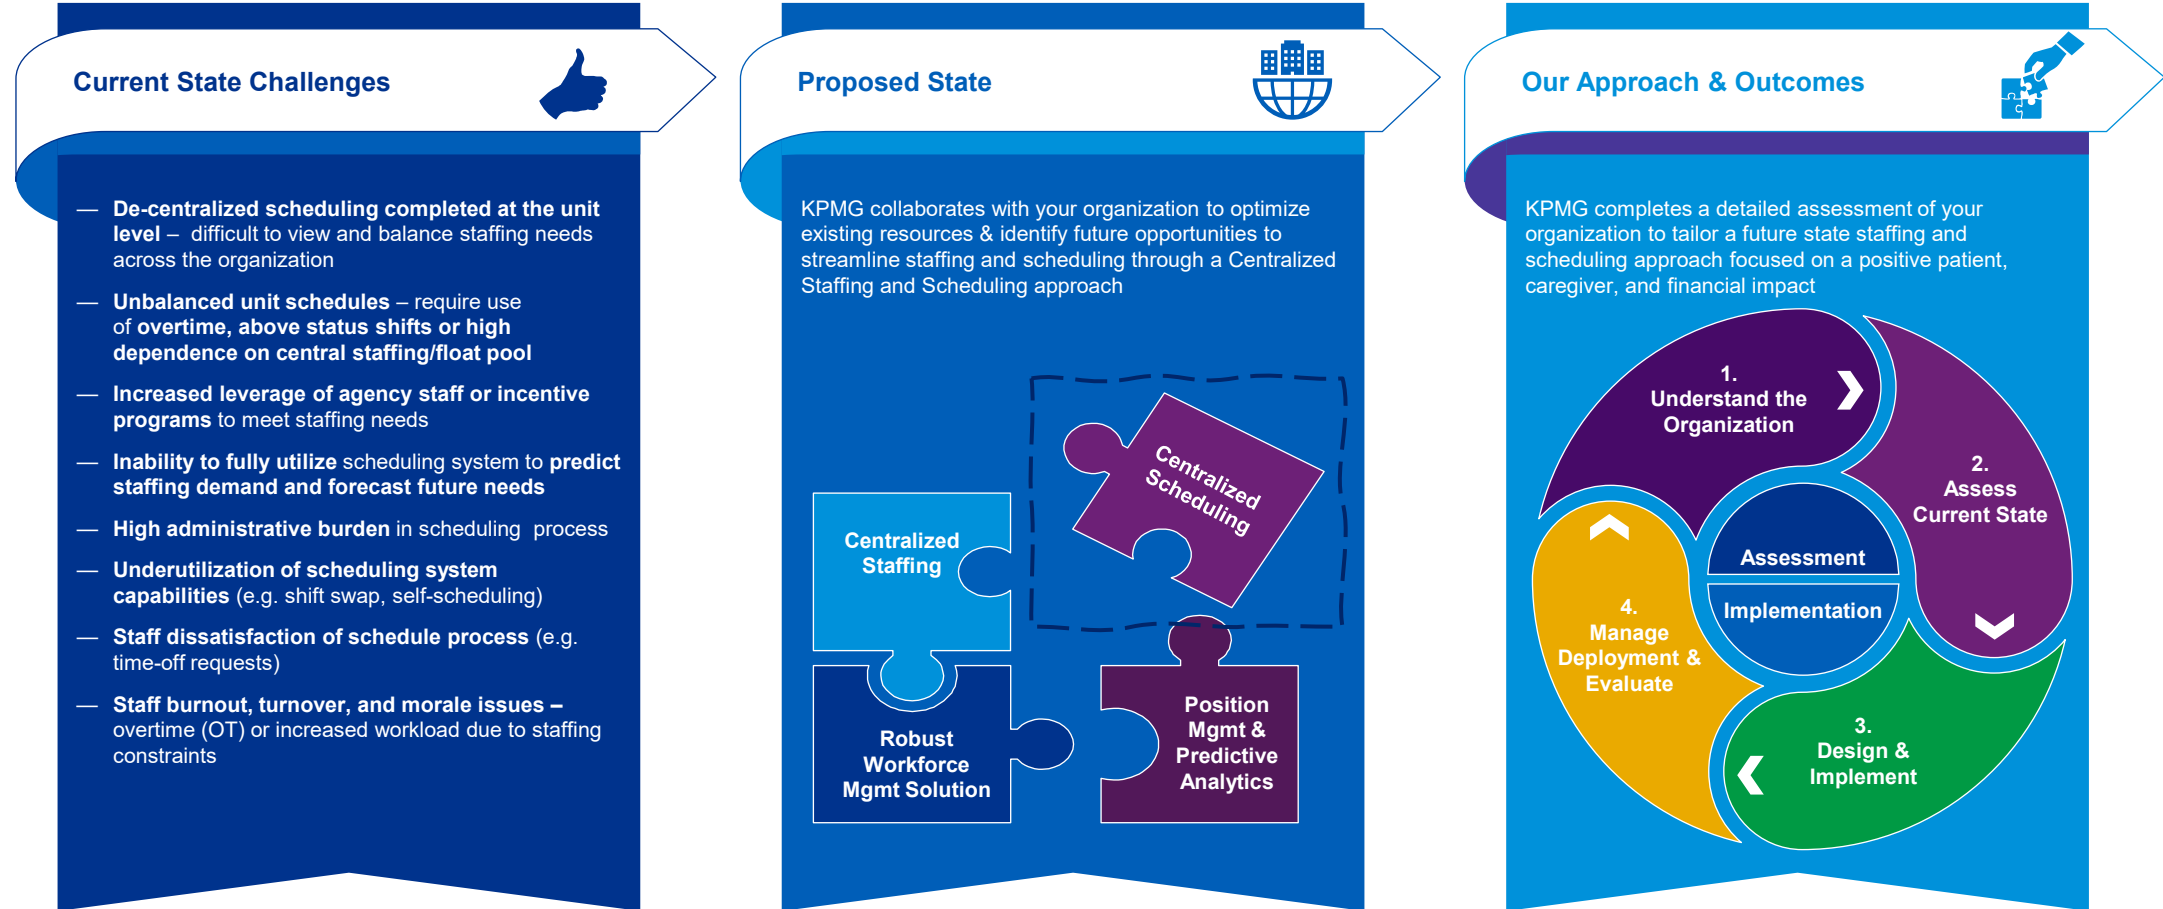 Current State Challenges
— De-centralized scheduling completed at the unit
level – difficult to view and balance staffing needs
across the organization
— Unbalanced unit schedules – require use
of overtime, above status shifts or high
dependence on central staffing/float pool
— Increased leverage of agency staff or incentive
programs to meet staffing needs
— Inability to fully utilize scheduling system to predict
staffing demand and forecast future needs
— High administrative burden in scheduling process
— Underutilization of scheduling system
capabilities (e.g. shift swap, self-scheduling)
— Staff dissatisfaction of schedule process (e.g.
time-off requests)
— Staff burnout, turnover, and morale issues –
overtime (OT) or increased workload due to staffing
constraints
Proposed State
KPMG collaborates with your organization to optimize
existing resources & identify future opportunities to
streamline staffing and scheduling through a Centralized
Staffing and Scheduling approach
Centralized
Scheduling
Centralized
Staffing
Robust
Workforce
Mgmt Solution
Position
Mgmt &
Predictive
Analytics
Our Approach & Outcomes
KPMG completes a detailed assessment of your
organization to tailor a future state staffing and
scheduling approach focused on a positive patient,
caregiver, and financial impact
1.
Understand the
Organization
2.
Assess
Current State
Assessment
Implementation
3.
Design &
Implement
4.
Manage
Deployment &
Evaluate